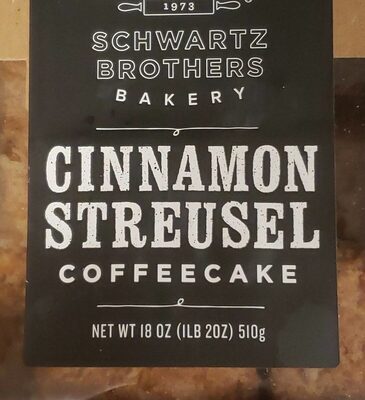 1973
SCHWARTZ
BROTHERS
BAKERY
CINNAMON
STREUSEL
COFFEECAKE
NET WT 18 OZ (1LB 2OZ) 510g